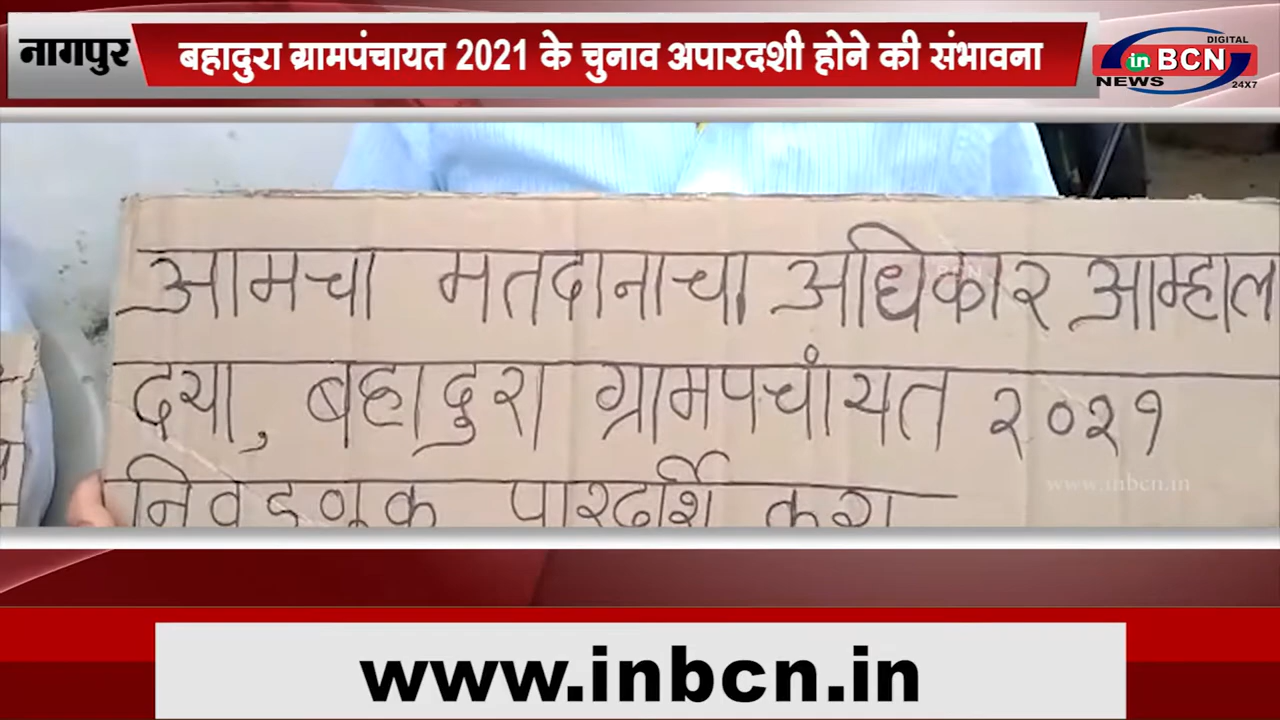 नागपुर
बहादुरा ग्रामपंचायत 2021 के चुनाव अपारदशी होने की संभावना
DIGITAL
in BCN
NEWS 24X7
आमचा मतदानाचा अधिकार आम्हाल
दया, बहादुरा ग्रामपचांयत २०२१
निवडणूक पारदर्शि करा
www.inbcn.in
www.inbcn.in